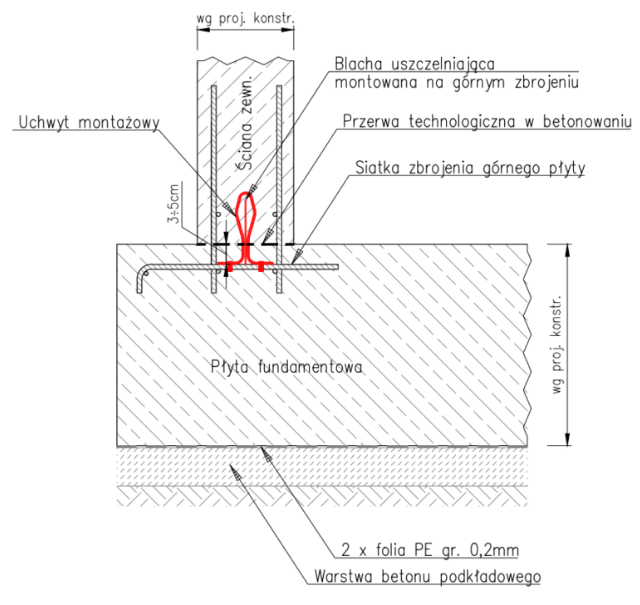 wg proj. konstr.
Blacha uszczelniająca
montowana na górnym zbrojeniu
Uchwyt montażowy
Przerwa technologiczna w betonowaniu
Ściana zewn.
Siatka zbrojenia górnego płyty
3÷5cm
wg proj. konstr.
Płyta fundamentowa
2 x folia PE gr. 0,2mm
Warstwa betonu podkładowego